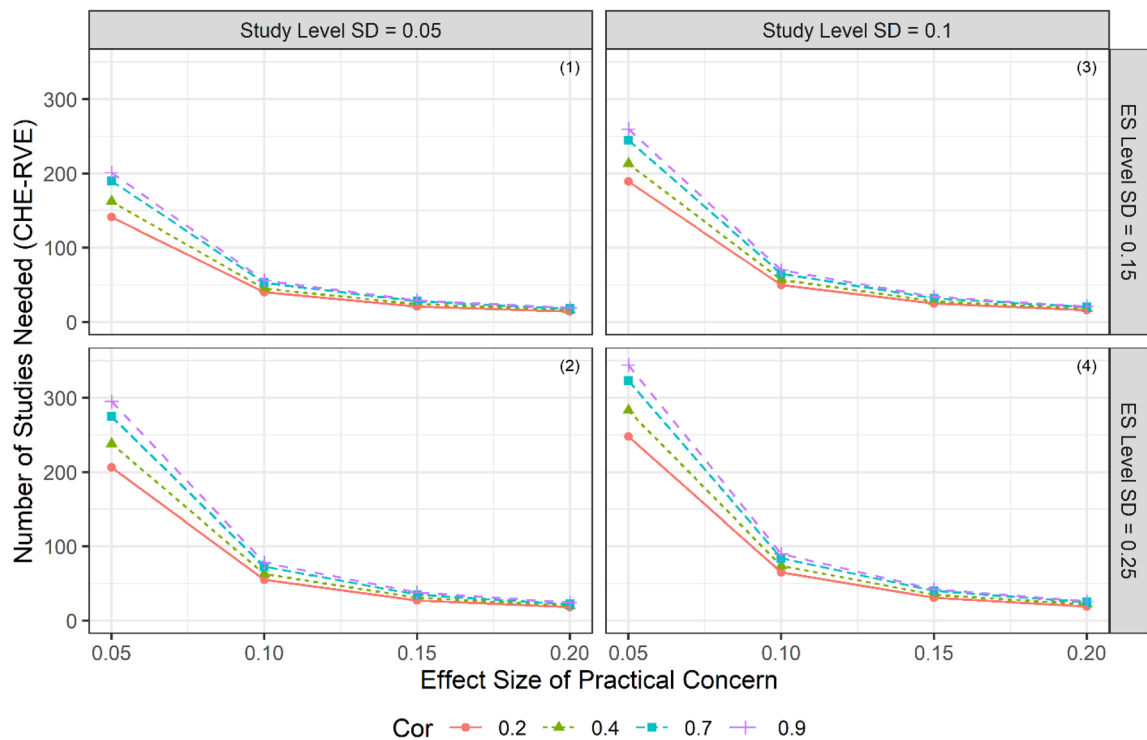 Study Level SD = 0.05
Study Level SD = 0.1
Number of Studies Needed (CHE-RVE)
300
200
100
0
(1)
(3)
ES Level SD = 0.15
300
200
100
0
(2)
(4)
ES Level SD = 0.25
0.05 0.10 0.15 0.20
0.05 0.10 0.15 0.20
Effect Size of Practical Concern
Cor 0.2 0.4 0.7 0.9